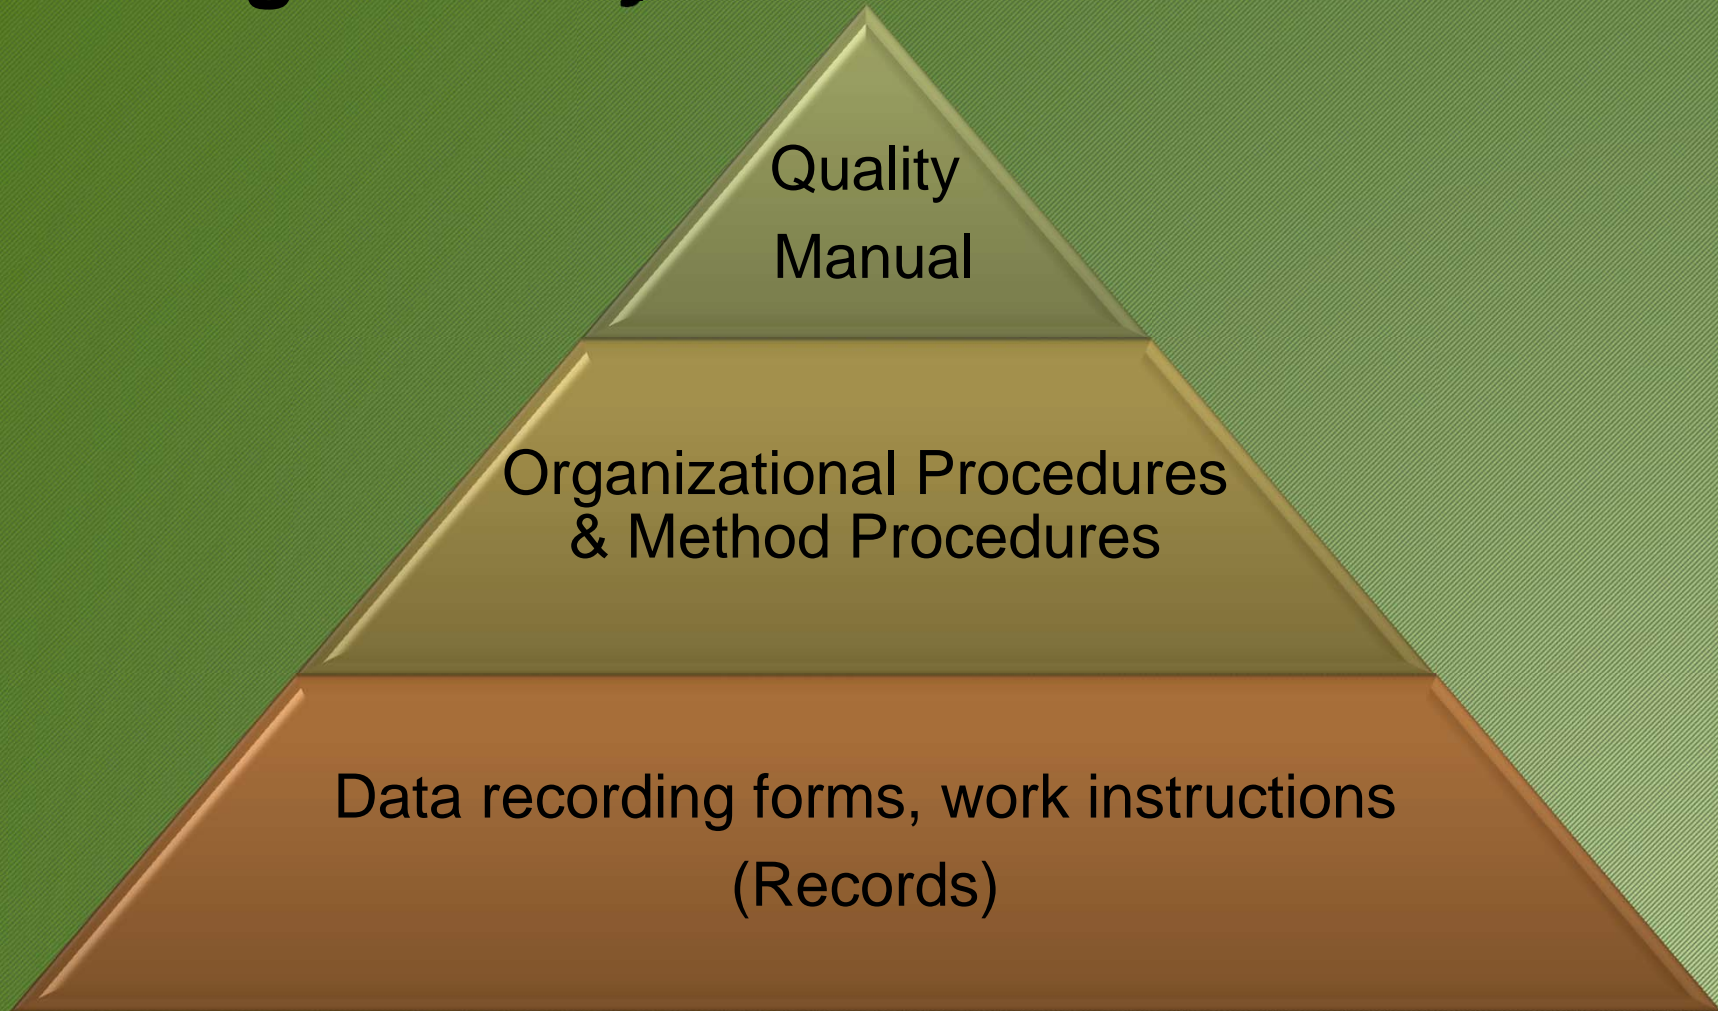 Quality
Manual
Organizational Procedures
& Method Procedures
Data recording forms, work instructions
(Records)